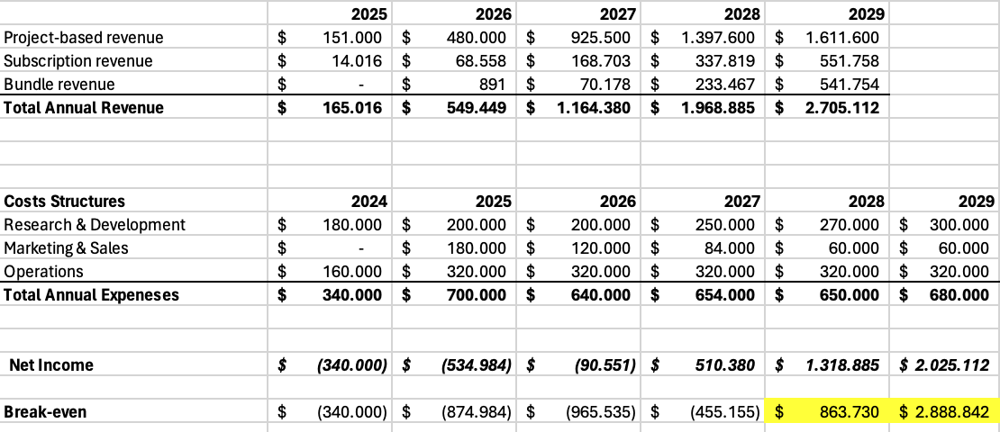 2025 2026 2027 2028 2029
Project-based revenue $ 151.000 $ 480.000 $ 925.500 $ 1.397.600 $ 1.611.600
Subscription revenue $ 14.016 $ 68.558 $ 168.703 $ 337.819 $ 551.758
Bundle revenue $ - $ 891 $ 70.178 $ 233.467 $ 541.754
Total Annual Revenue $ 165.016 $ 549.449 $ 1.164.380 $ 1.968.885 $ 2.705.112
Costs Structures 2024 2025 2026 2027 2028 2029
Research & Development $ 180.000 $ 200.000 $ 200.000 $ 250.000 $ 270.000 $ 300.000
Marketing & Sales $ - $ 180.000 $ 120.000 $ 84.000 $ 60.000 $ 60.000
Operations $ 160.000 $ 320.000 $ 320.000 $ 320.000 $ 320.000 $ 320.000
Total Annual Expeneses $ 340.000 $ 700.000 $ 640.000 $ 654.000 $ 650.000 $ 680.000
Net Income $ (340.000) $ (534.984) $ (90.551) $ 510.380 $ 1.318.885 $ 2.025.112
Break-even $ (340.000) $ (874.984) $ (965.535) $ (455.155) $ 863.730 $ 2.888.842